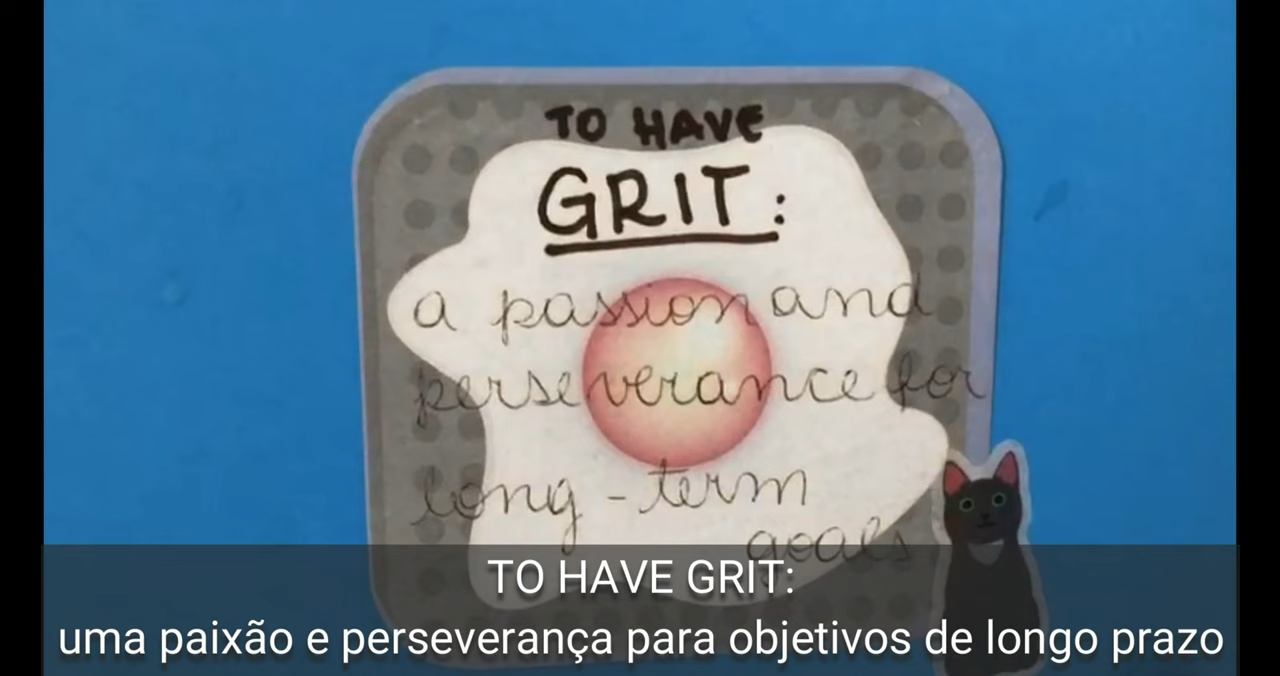 TO HAVE
GRIT:
a passion and
perseverance for
long-term
goals
TO HAVE GRIT:
uma paixão e perseverança para objetivos de longo prazo